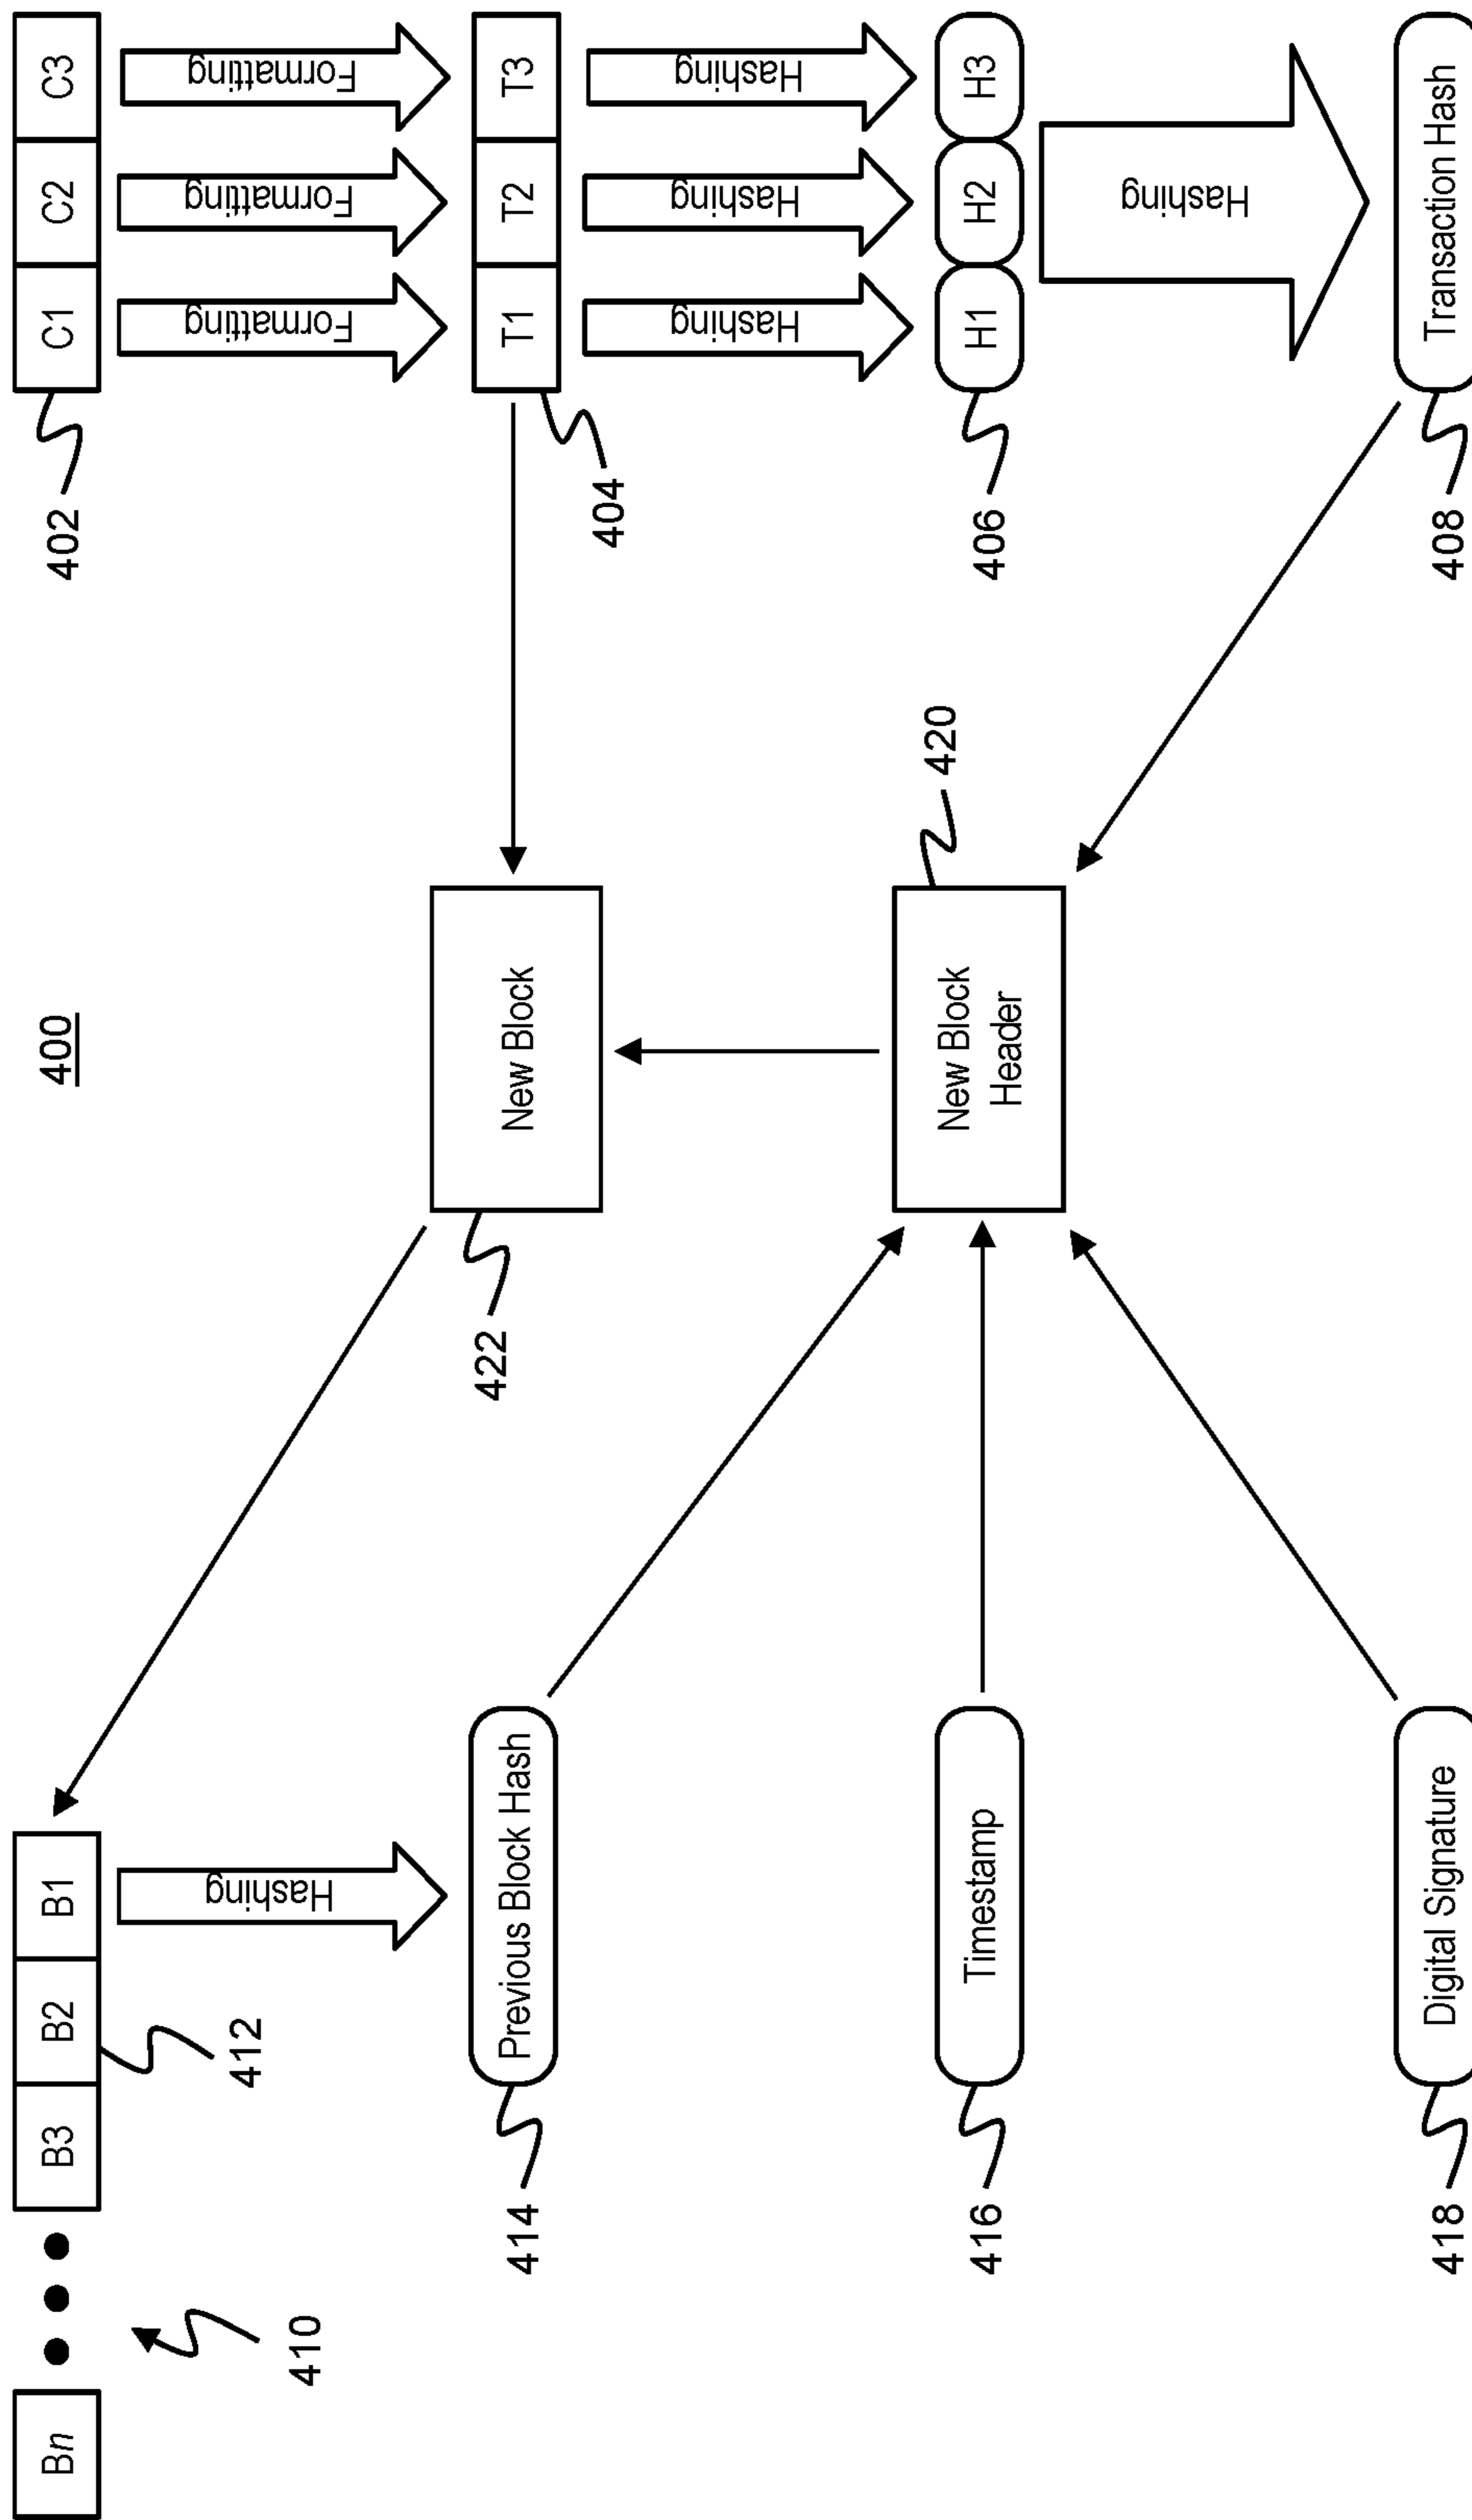 400
Bn
B3 B2 B1
C1 C2 C3
402
410
412
Hashing
Formatting Formatting Formatting
Previous Block Hash
414
New Block
422
T1 T2 T3
404
Hashing Hashing Hashing
420
Timestamp
416
New Block
Header
H1 H2 H3
406
Hashing
Digital Signature
418
Transaction Hash
408